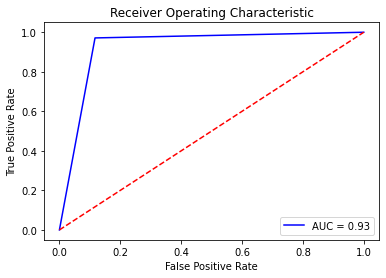 Receiver Operating Characteristic
True Positive Rate
1.0
0.8
0.6
0.4
0.2
0.0
AUC = 0.93
0.0 0.2 0.4 0.6 0.8 1.0
False Positive Rate